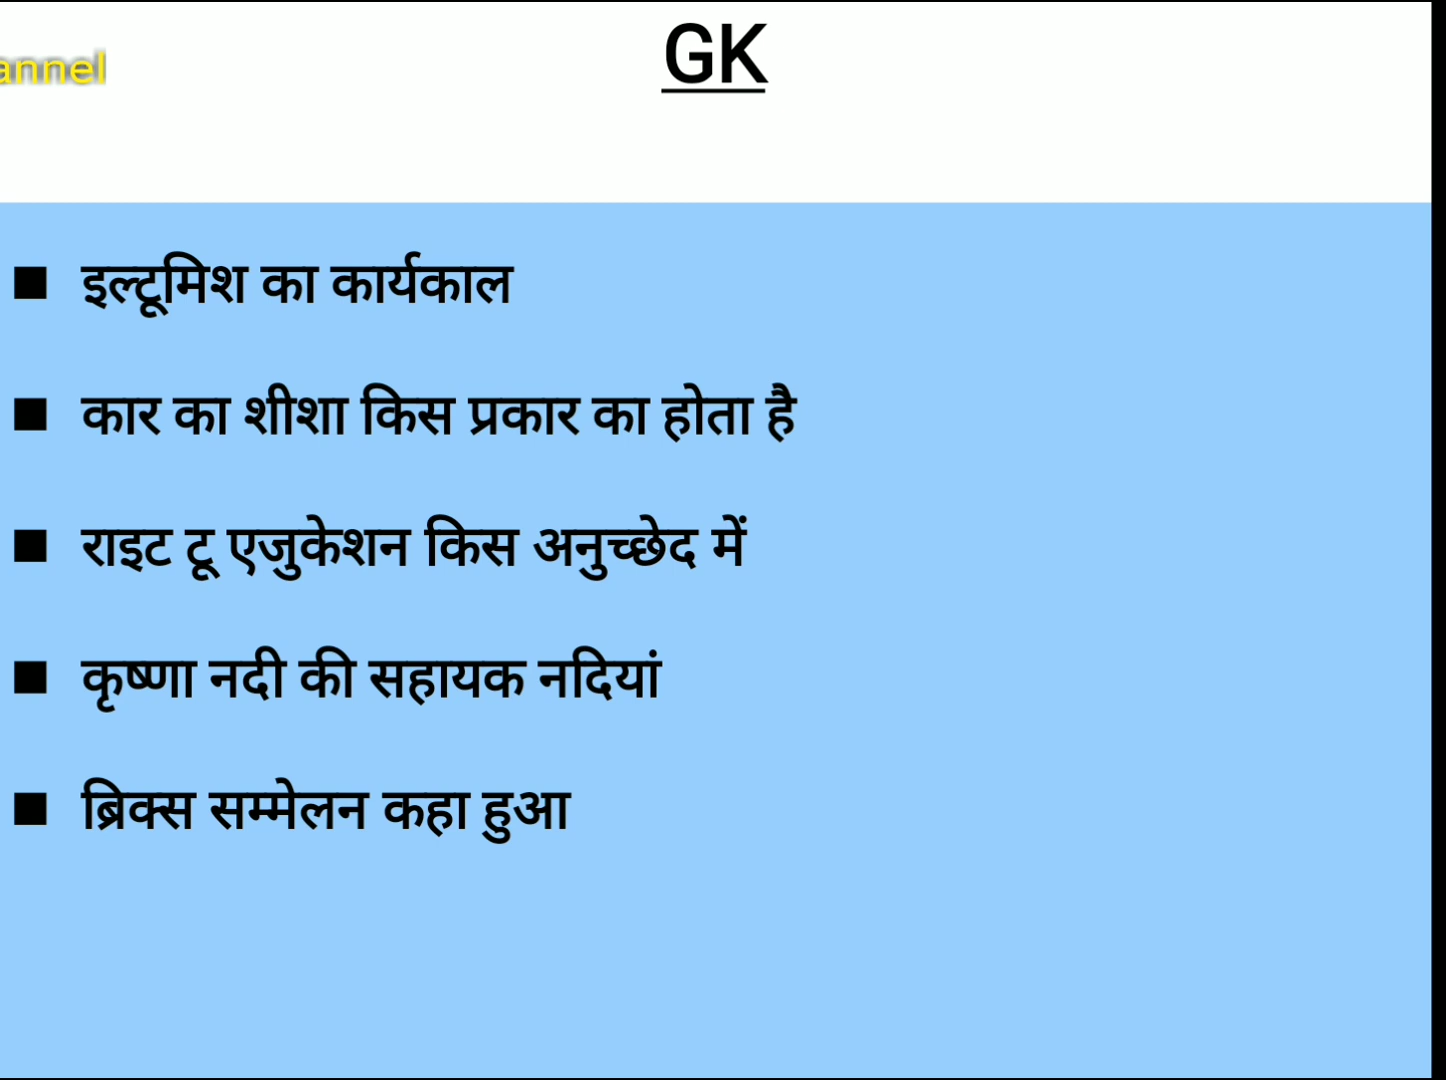 GK
annel
इल्टूमिश का कार्यकाल
कार का शीशा किस प्रकार का होता है
राइट टू एजुकेशन किस अनुच्छेद में
कृष्णा नदी की सहायक नदियां
ब्रिक्स सम्मेलन कहा हुआ